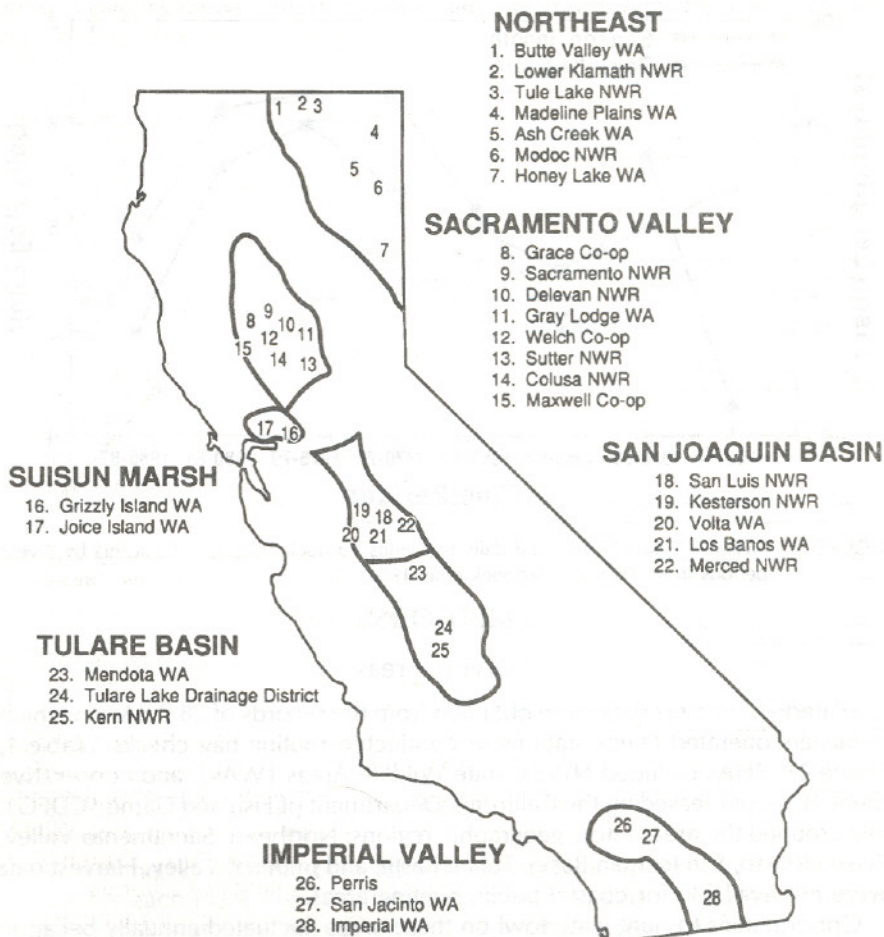 NORTHEAST
1. Butte Valley WA
2. Lower Klamath NWR
3. Tule Lake NWR
4. Madeline Plains WA
5. Ash Creek WA
6. Modoc NWR
7. Honey Lake WA
1 2 3
4
5
6
7
SACRAMENTO VALLEY
8. Grace Co-op
9. Sacramento NWR
10. Delevan NWR
11. Gray Lodge WA
12. Welch Co-op
13. Sutter NWR
14. Colusa NWR
15. Maxwell Co-op
8 9 10 11
12
15 14 13
17 16
SUISUN MARSH
16. Grizzly Island WA
17. Joice Island WA
SAN JOAQUIN BASIN
18. San Luis NWR
19. Kesterson NWR
20. Volta WA
21. Los Banos WA
22. Merced NWR
19 18 22
20 21
23
24
25
TULARE BASIN
23. Mendota WA
24. Tulare Lake Drainage District
25. Kern NWR
IMPERIAL VALLEY
26. Perris
27. San Jacinto WA
28. Imperial WA
26 27
28